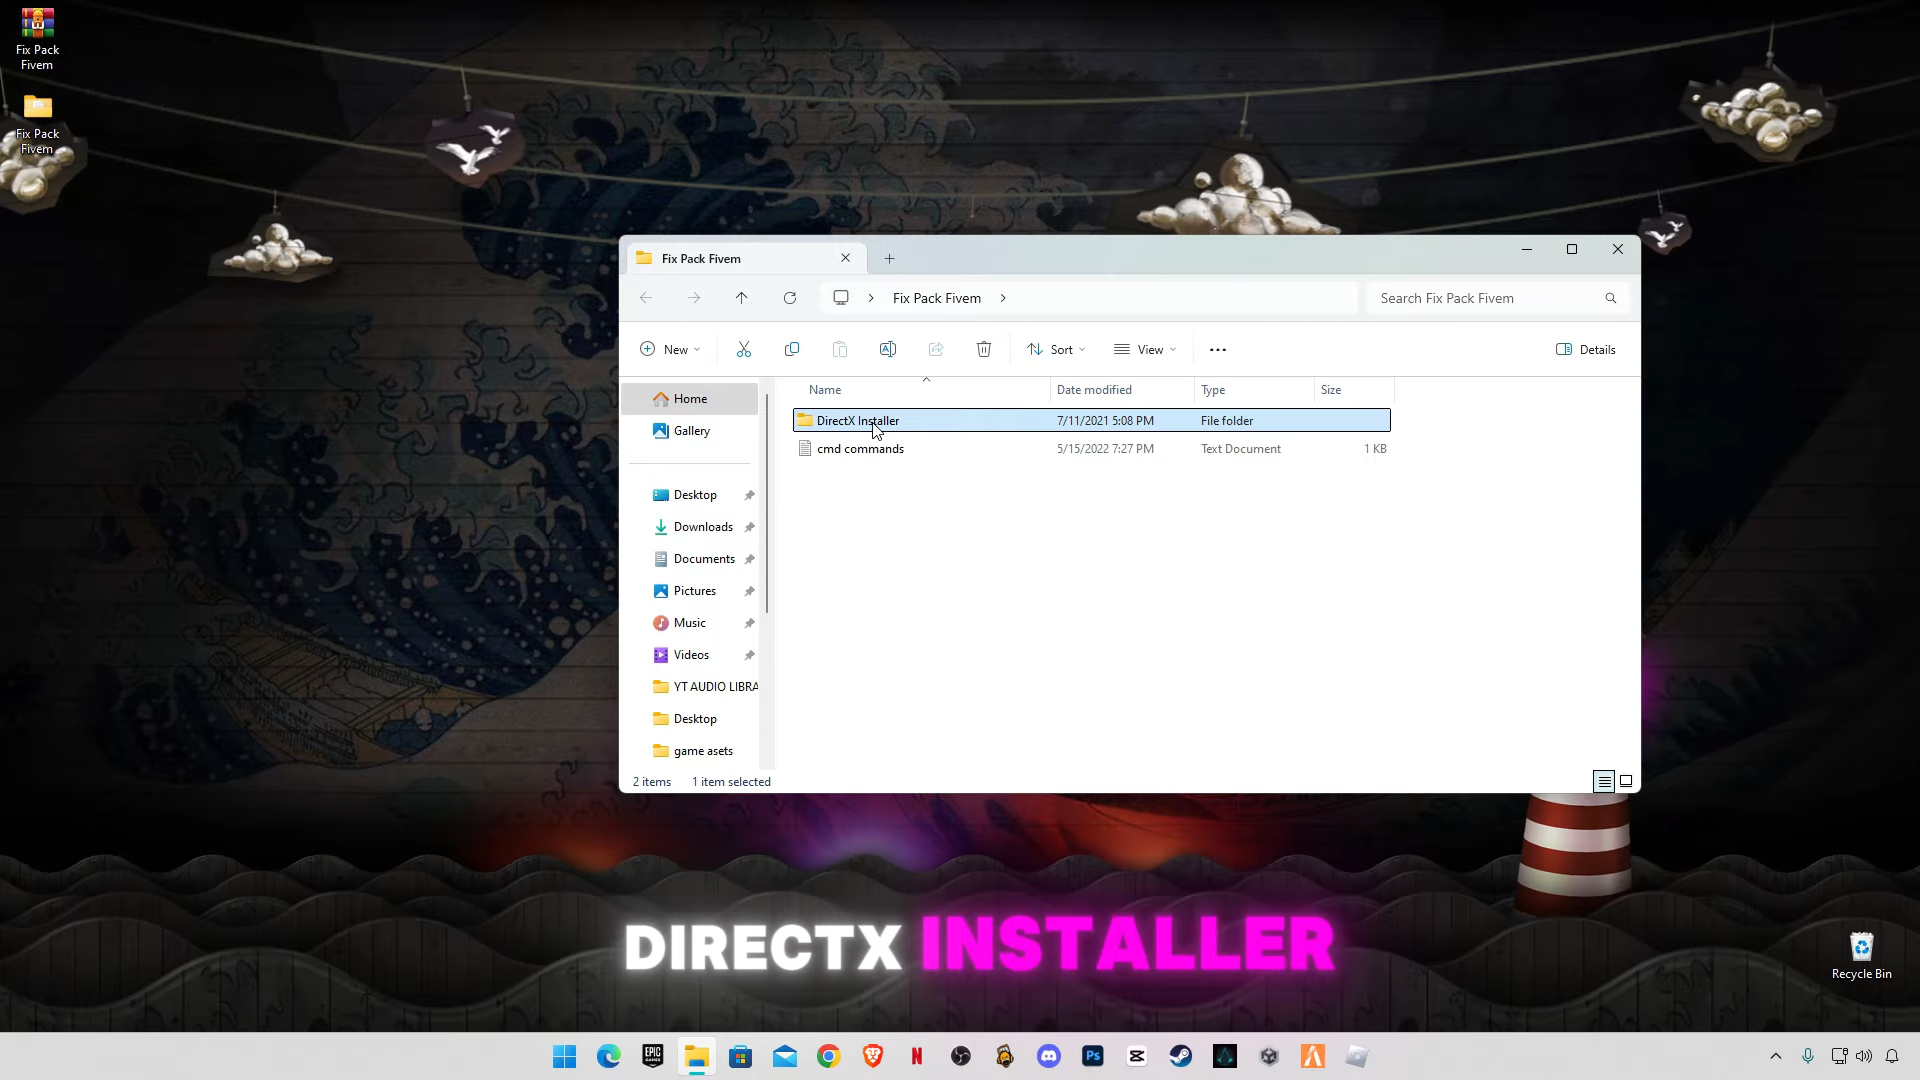 Fix Pack
Fivem
Fix Pack
Fivem
Fix Pack Fivem
Fix Pack Fivem
Search Fix Pack Fivem
New
Sort
View
Details
Home
Gallery
Desktop
Downloads
Documents
Pictures
Music
Videos
YT AUDIO LIBRA
Desktop
game asets
Name Date modified Type Size
DirectX Installer 7/11/2021 5:08 PM File folder
cmd commands 5/15/2022 7:27 PM Text Document 1 KB
2 items 1 item selected
DIRECTX INSTALLER
Recycle Bin
EPIC
GAMES
N
Ps